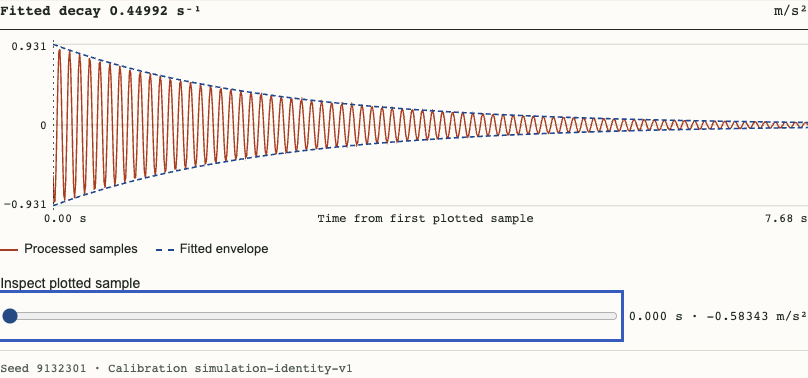 Fitted decay 0.44992 s⁻¹ m/s²
0.931
0
−0.931
0.00 s Time from first plotted sample 7.68 s
Processed samples Fitted envelope
Inspect plotted sample
0.000 s · −0.58343 m/s²
Seed 9132301 · Calibration simulation-identity-v1